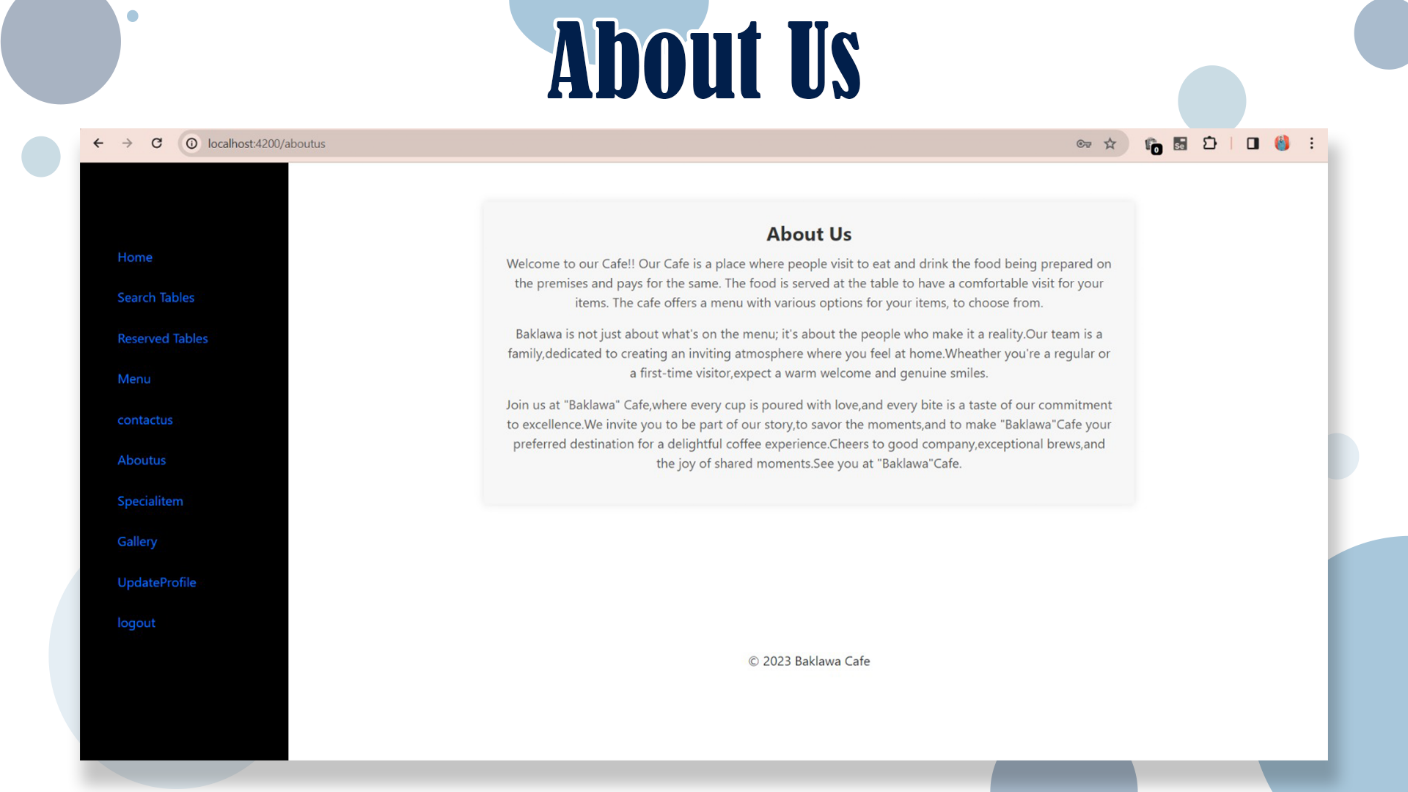 About Us
localhost:4200/aboutus
0
Se
Home
Search Tables
Reserved Tables
Menu
contactus
Aboutus
Specialitem
Gallery
UpdateProfile
logout
About Us
Welcome to our Cafe!! Our Cafe is a place where people visit to eat and drink the food being prepared on
the premises and pays for the same. The food is served at the table to have a comfortable visit for your
items. The cafe offers a menu with various options for your items, to choose from.
Baklawa is not just about what's on the menu; it's about the people who make it a reality.Our team is a
family,dedicated to creating an inviting atmosphere where you feel at home.Wheather you're a regular or
a first-time visitor,expect a warm welcome and genuine smiles.
Join us at "Baklawa" Cafe,where every cup is poured with love,and every bite is a taste of our commitment
to excellence.We invite you to be part of our story,to savor the moments,and to make "Baklawa"Cafe your
preferred destination for a delightful coffee experience.Cheers to good company,exceptional brews,and
the joy of shared moments.See you at "Baklawa"Cafe.
© 2023 Baklawa Cafe